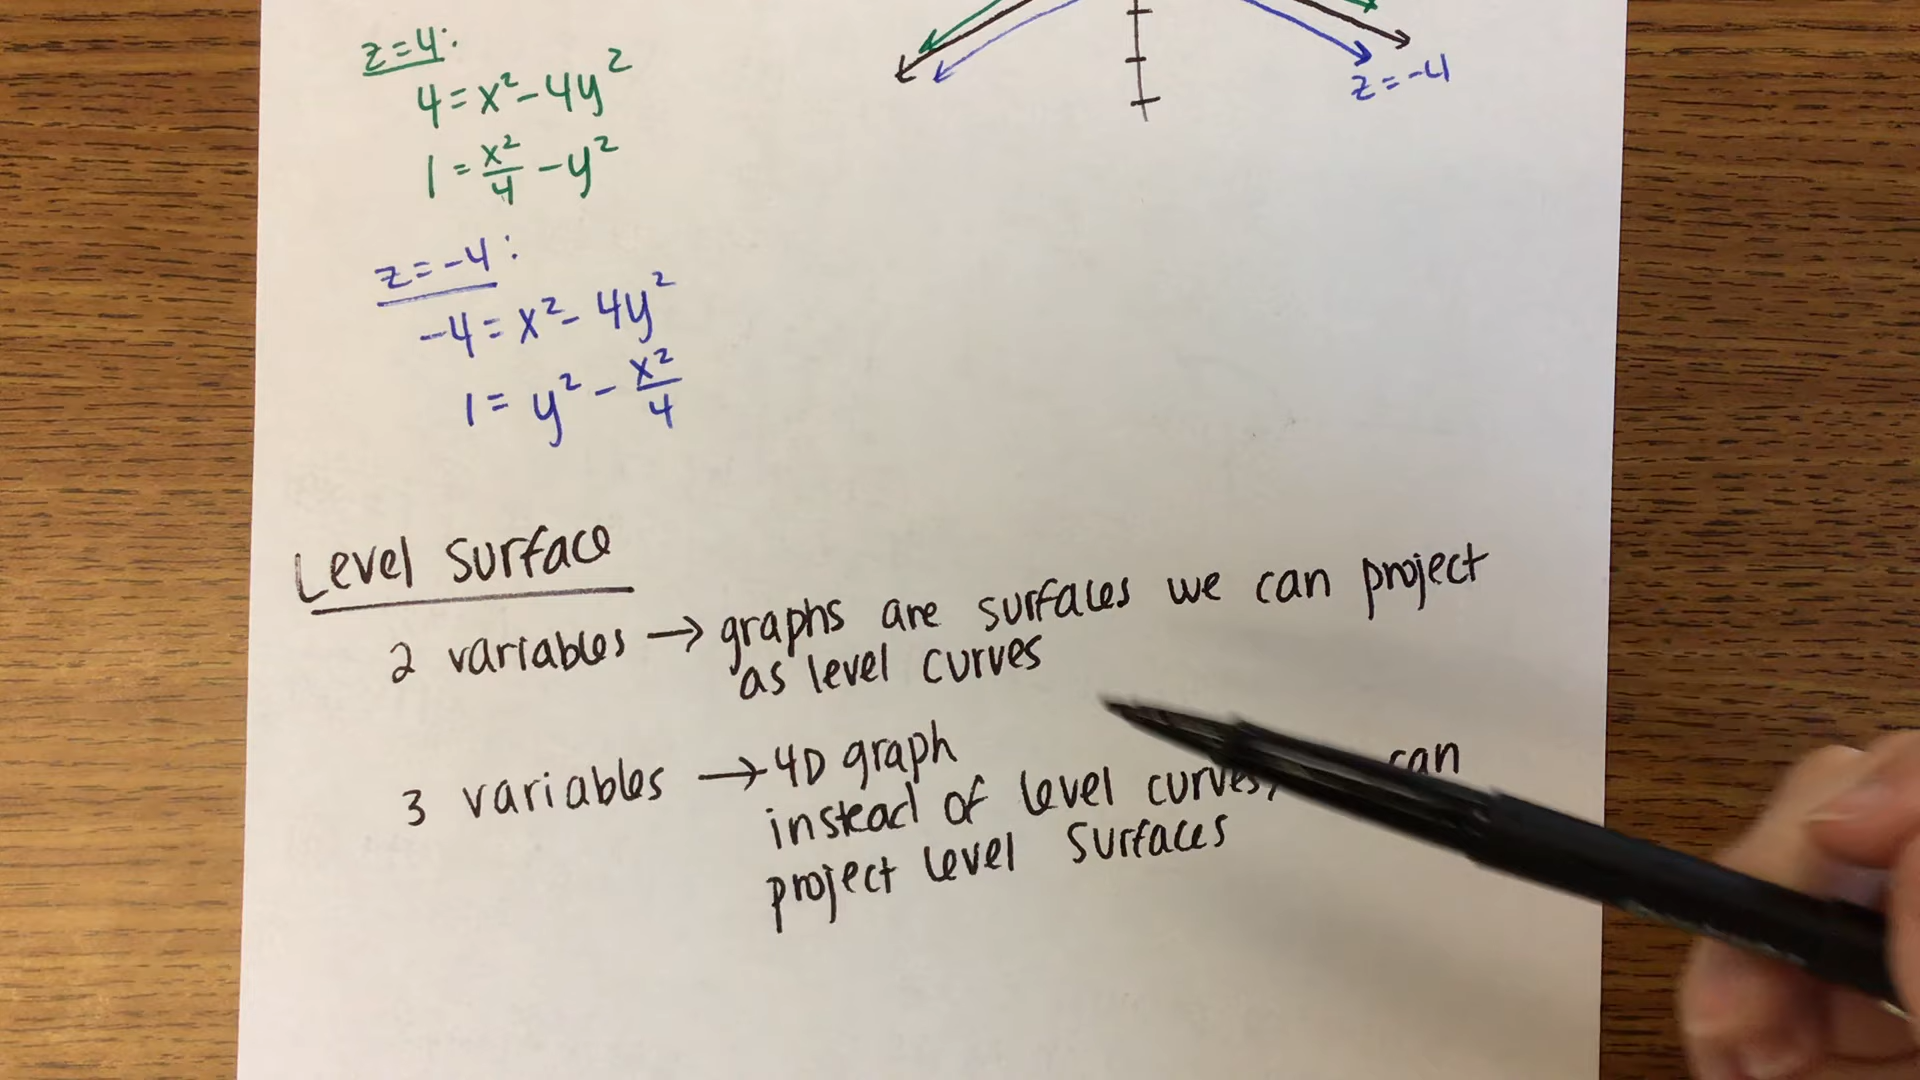 z=4:
4=x²-4y²
1=x²/4-y²
z=-4
z=-4:
-4=x²-4y²
1=y²-x²/4
Level Surface
2 variables → graphs are surfaces we can project
as level curves
3 variables → 4D graph
instead of level curves, can
project level surfaces